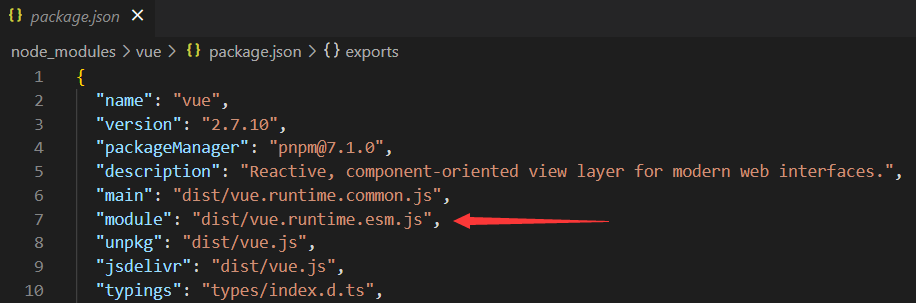 {} package.json ×
node_modules > vue > {} package.json > {} exports
1 {
2 "name": "vue",
3 "version": "2.7.10",
4 "packageManager": "pnpm@7.1.0",
5 "description": "Reactive, component-oriented view layer for modern web interfaces.",
6 "main": "dist/vue.runtime.common.js",
7 "module": "dist/vue.runtime.esm.js",
8 "unpkg": "dist/vue.js",
9 "jsdelivr": "dist/vue.js",
10 "typings": "types/index.d.ts",